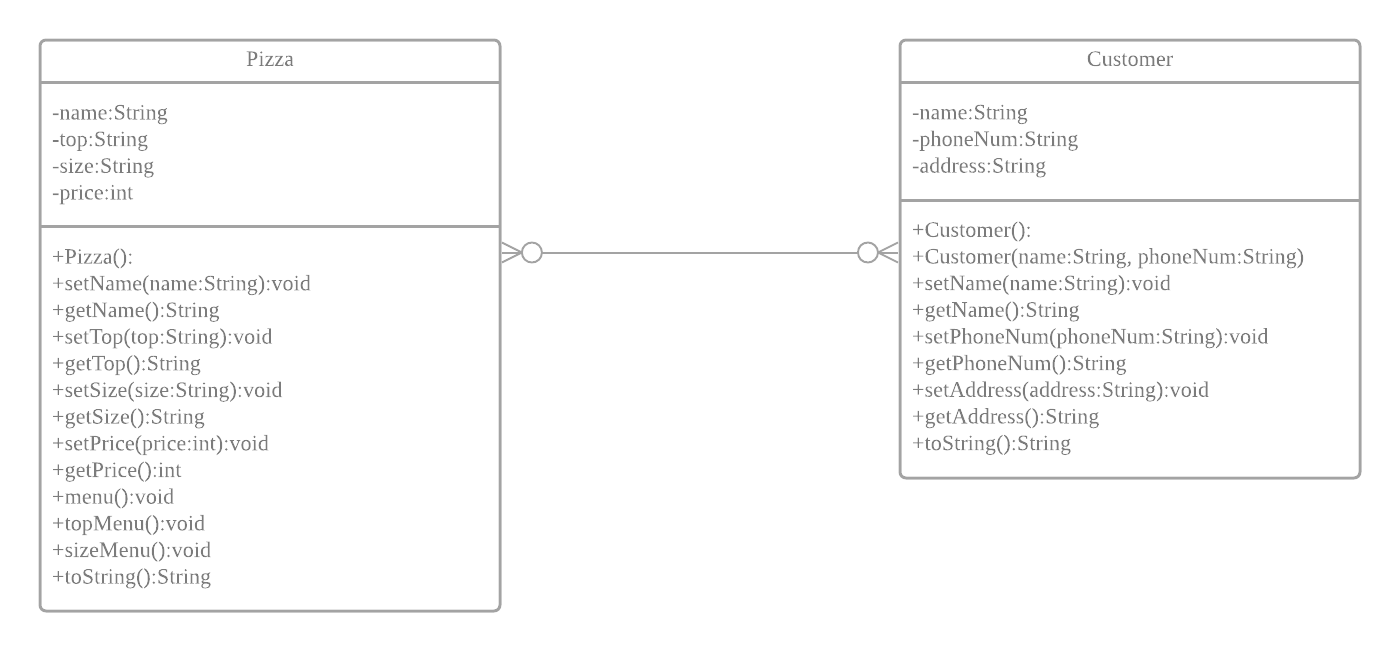 Pizza
-name:String
-top:String
-size:String
-price:int
+Pizza():
+setName(name:String):void
+getName():String
+setTop(top:String):void
+getTop():String
+setSize(size:String):void
+getSize():String
+setPrice(price:int):void
+getPrice():int
+menu():void
+topMenu():void
+sizeMenu():void
+toString():String
Customer
-name:String
-phoneNum:String
-address:String
+Customer():
+Customer(name:String, phoneNum:String)
+setName(name:String):void
+getName():String
+setPhoneNum(phoneNum:String):void
+getPhoneNum():String
+setAddress(address:String):void
+getAddress():String
+toString():String